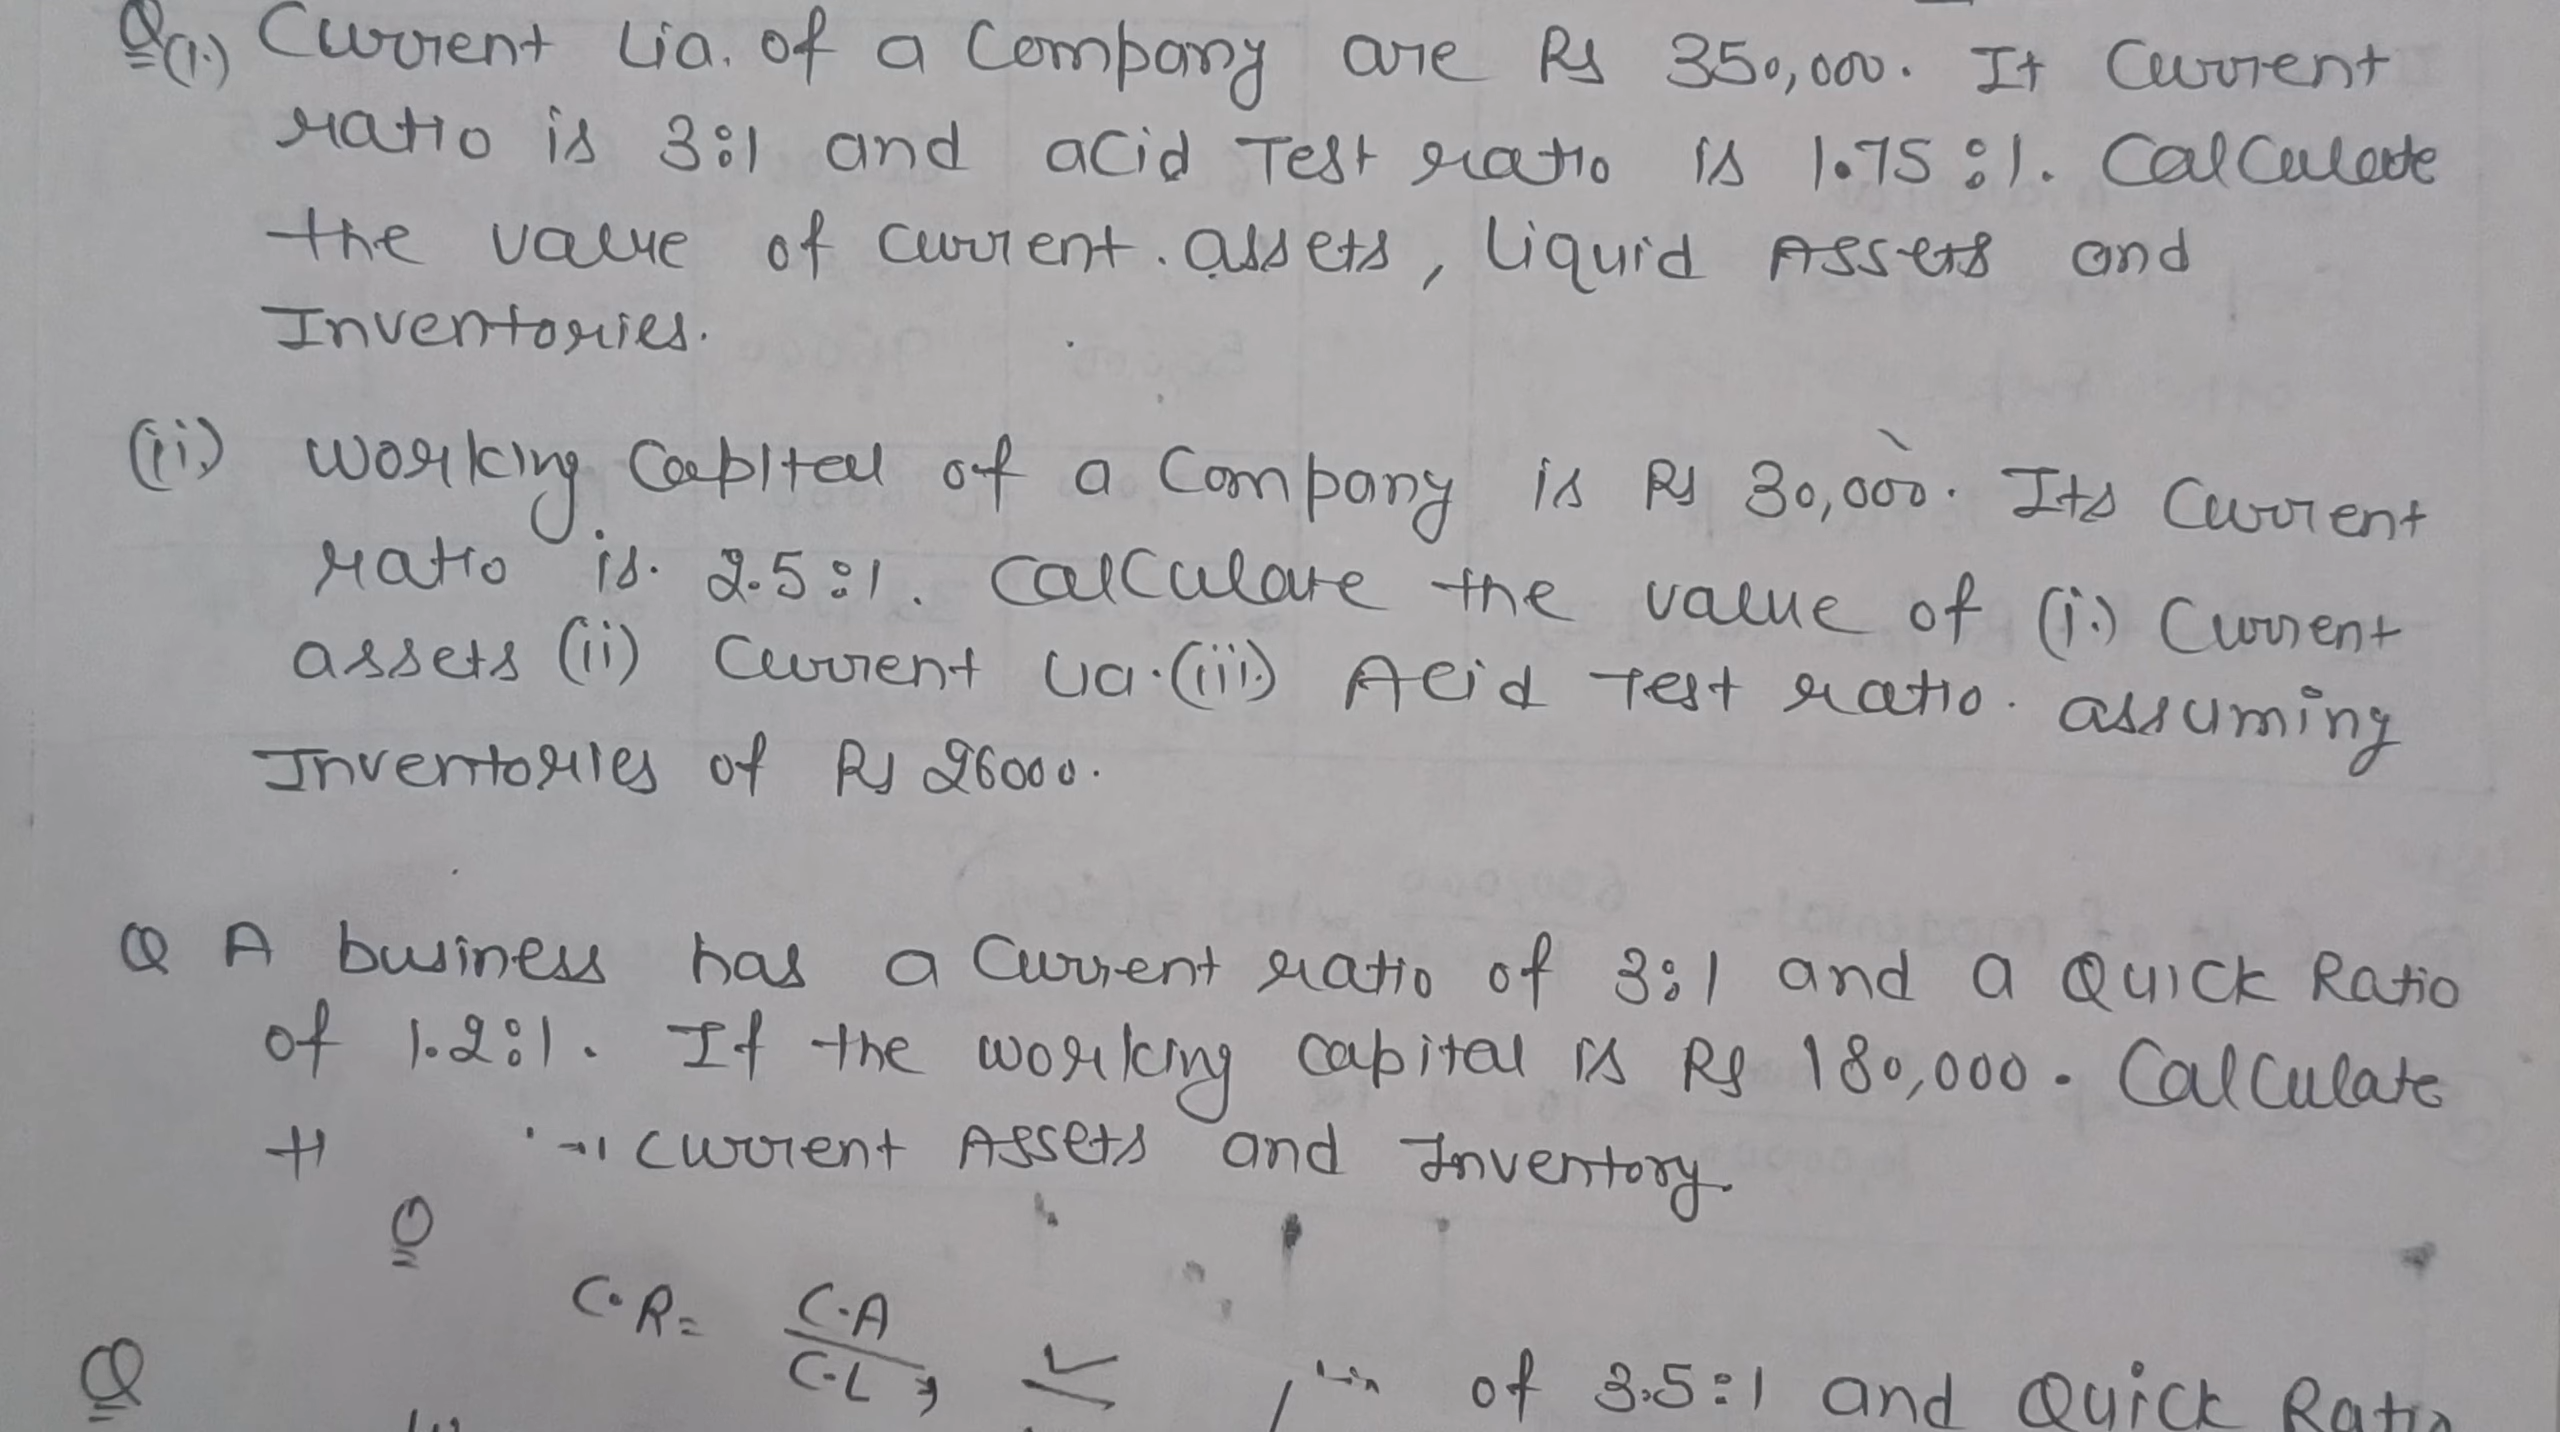 Q(1.) Current Lia. of a Company are Rs 350,000. It Current
ratio is 3:1 and acid Test ratio is 1.75:1. Calculate
the value of current. assets, liquid Assets and
Inventories.
(ii) Working Capital of a Company is Rs 30,000. Its Current
ratio is. 2.5:1. Calculate the value of (i.) Current
assets (ii) Current Lia. (iii.) Acid Test ratio. assuming
Inventories of Rs 26000.
Q A business has a Current ratio of 3:1 and a Quick Ratio
of 1.2:1. If the working capital is Rs 180,000. Calculate
current Assets and Inventory.
Q
C.R = C.A
C.L
Q of 3.5:1 and Quick Ratio